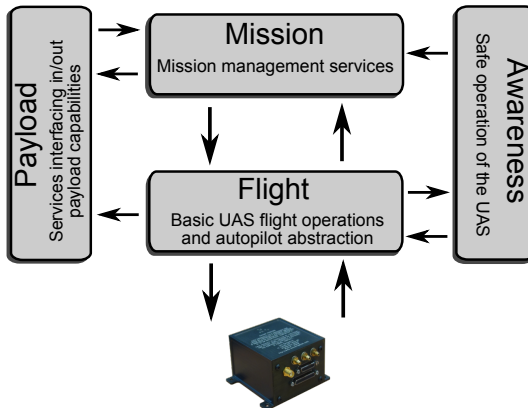 Mission
Mission management services
Payload
Services interfacing in/out
payload capabilities
Awareness
Safe operation of the UAS
Flight
Basic UAS flight operations
and autopilot abstraction